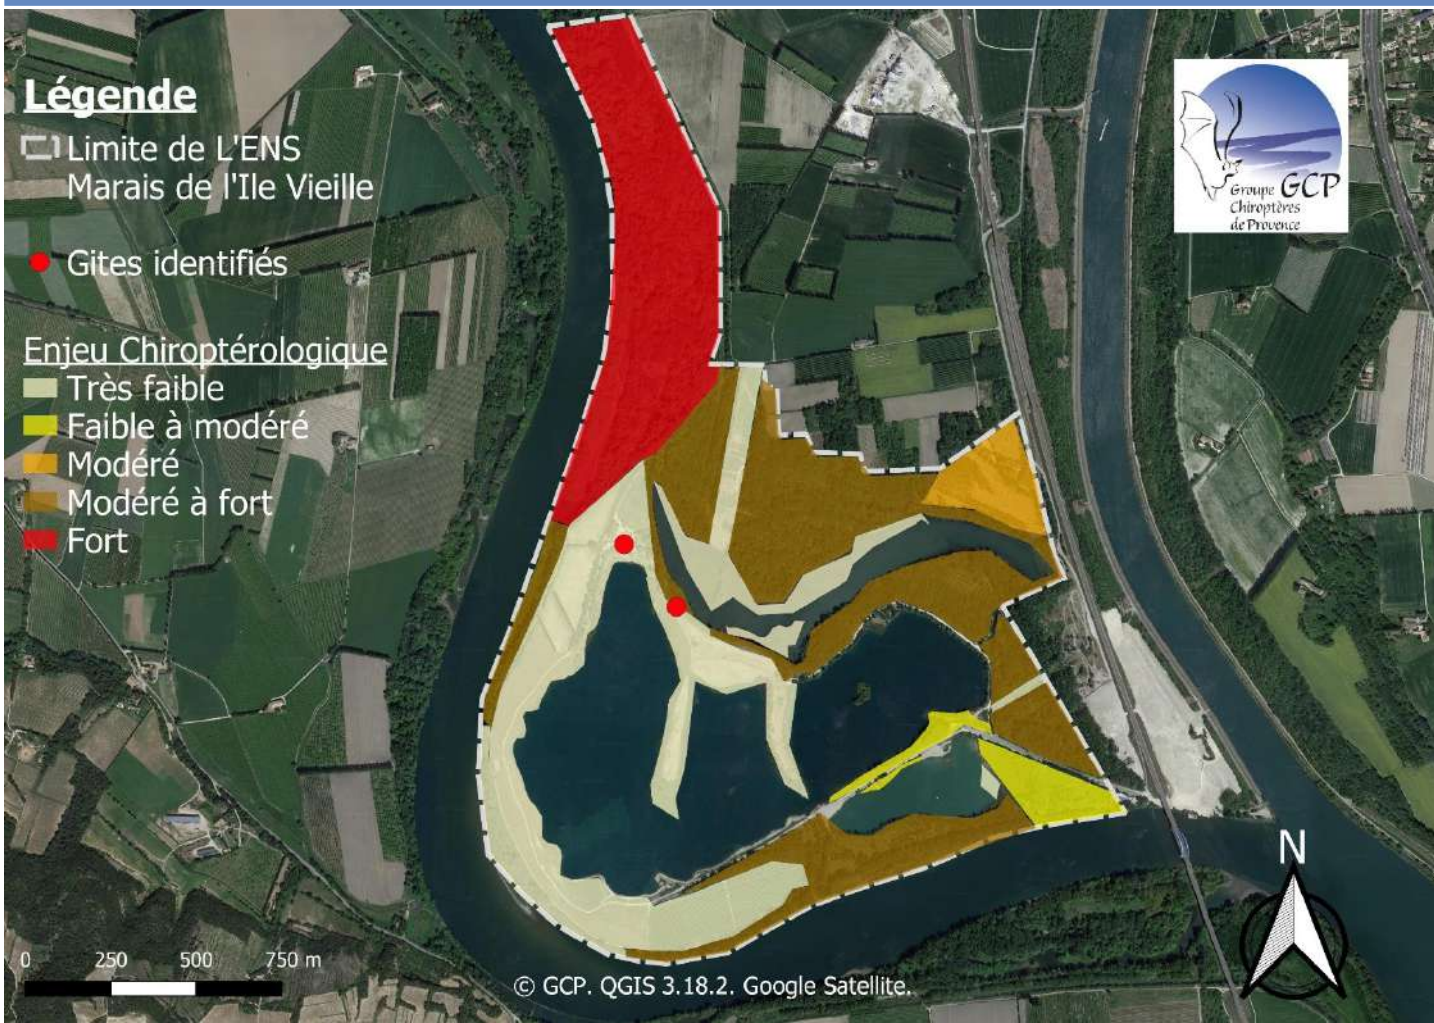 Légende
Limite de L'ENS
Marais de l'Ile Vieille
Gites identifiés
Enjeu Chiroptérologique
Très faible
Faible à modéré
Modéré
Modéré à fort
Fort
Groupe GCP
Chiroptères
de Provence
N
0 250 500 750 m
© GCP. QGIS 3.18.2. Google Satellite.